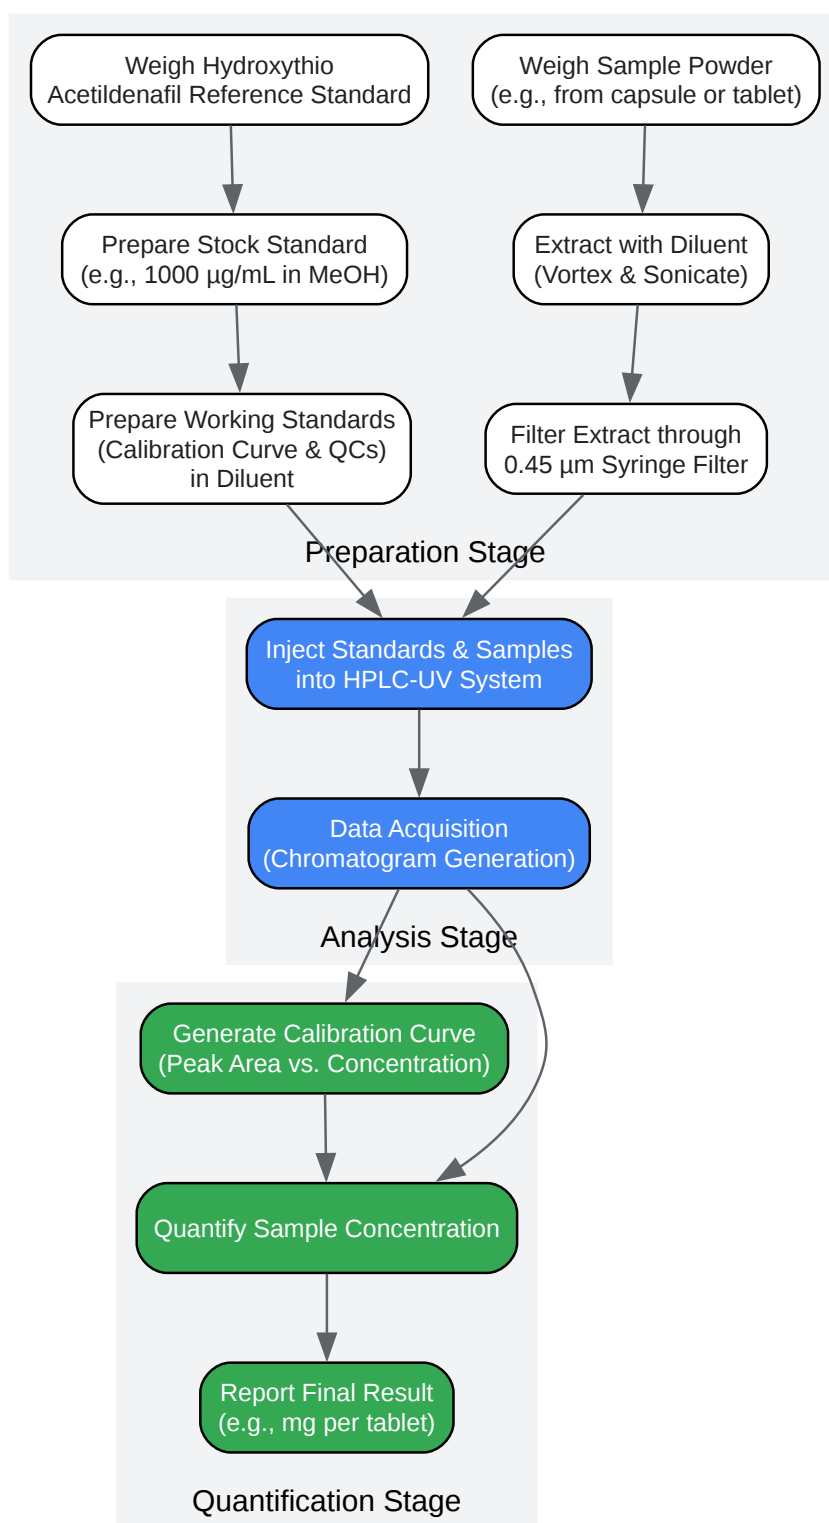 Weigh Hydroxythio
Acetildenafil Reference Standard
Weigh Sample Powder
(e.g., from capsule or tablet)
Prepare Stock Standard
(e.g., 1000 µg/mL in MeOH)
Extract with Diluent
(Vortex & Sonicate)
Prepare Working Standards
(Calibration Curve & QCs)
in Diluent
Filter Extract through
0.45 µm Syringe Filter
Preparation Stage
Inject Standards & Samples
into HPLC-UV System
Data Acquisition
(Chromatogram Generation)
Analysis Stage
Generate Calibration Curve
(Peak Area vs. Concentration)
Quantify Sample Concentration
Report Final Result
(e.g., mg per tablet)
Quantification Stage